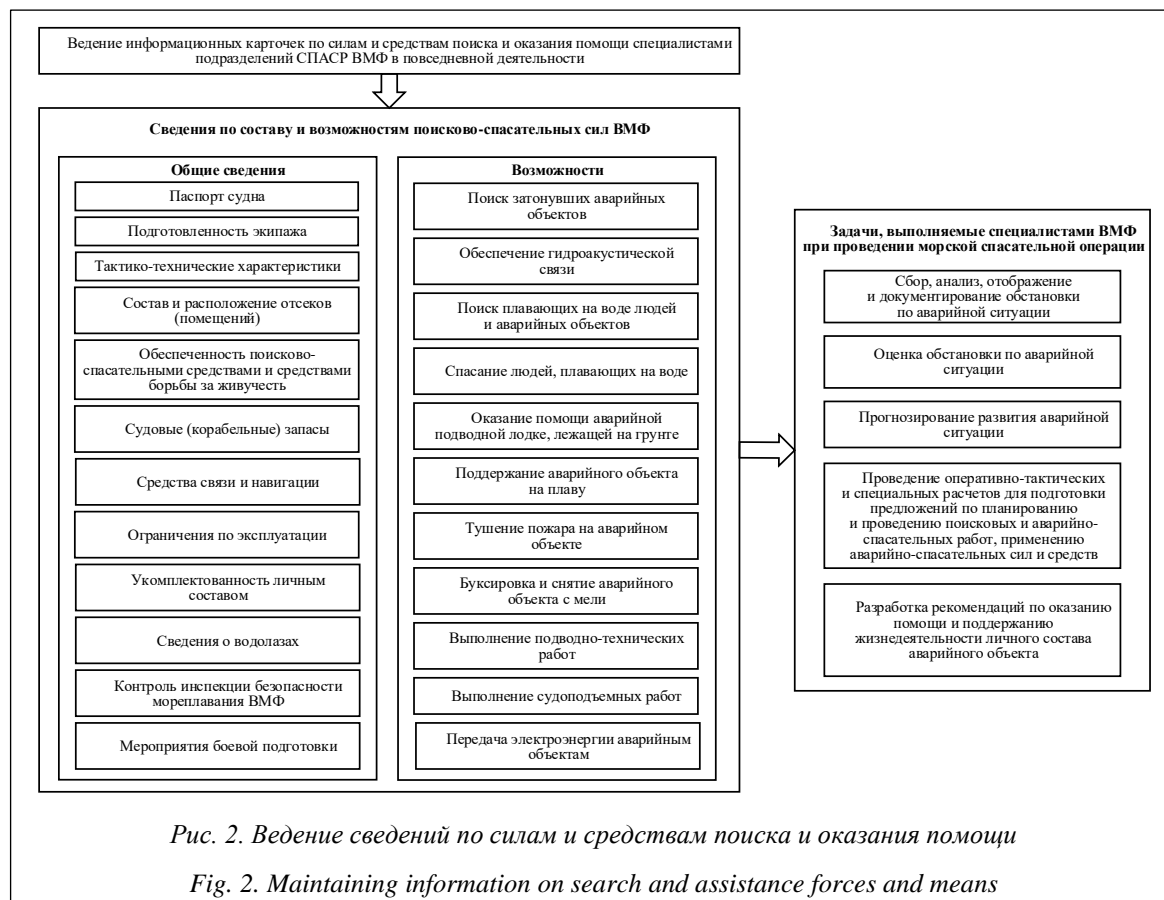 Ведение информационных карточек по силам и средствам поиска и оказания помощи специалистами
подразделений СПАСР ВМФ в повседневной деятельности
Сведения по составу и возможностям поисково-спасательных сил ВМФ
Общие сведения
Паспорт судна
Подготовленность экипажа
Тактико-технические характеристики
Состав и расположение отсеков
(помещений)
Обеспеченность поисково-
спасательными средствами и средствами
борьбы за живучесть
Судовые (корабельные) запасы
Средства связи и навигации
Ограничения по эксплуатации
Укомплектованность личным
составом
Сведения о водолазах
Контроль инспекции безопасности
мореплавания ВМФ
Мероприятия боевой подготовки
Возможности
Поиск затонувших аварийных
объектов
Обеспечение гидроакустической
связи
Поиск плавающих на воде людей
и аварийных объектов
Спасание людей, плавающих на воде
Оказание помощи аварийной
подводной лодке, лежащей на грунте
Поддержание аварийного объекта
на плаву
Тушение пожара на аварийном
объекте
Буксировка и снятие аварийного
объекта с мели
Выполнение подводно-технических
работ
Выполнение судоподъемных работ
Передача электроэнергии аварийным
объектам
Задачи, выполняемые специалистами ВМФ
при проведении морской спасательной операции
Сбор, анализ, отображение
и документирование обстановки
по аварийной ситуации
Оценка обстановки по аварийной
ситуации
Прогнозирование развития аварийной
ситуации
Проведение оперативно-тактических
и специальных расчетов для подготовки
предложений по планированию
и проведению поисковых и аварийно-
спасательных работ, применению
аварийно-спасательных сил и средств
Разработка рекомендаций по оказанию
помощи и поддержанию
жизнедеятельности личного состава
аварийного объекта
Рис. 2. Ведение сведений по силам и средствам поиска и оказания помощи
Fig. 2. Maintaining information on search and assistance forces and means